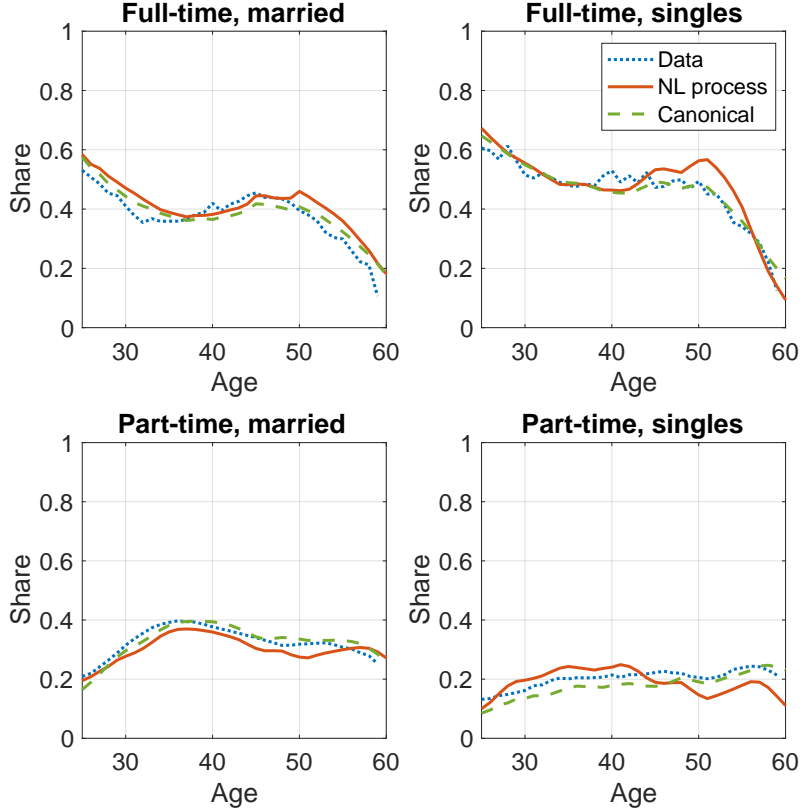 Full-time, married
1
0.8
0.6
0.4
0.2
0
Share
30 40 50 60
Age
Full-time, singles
1
0.8
0.6
0.4
0.2
0
Share
30 40 50 60
Age
Data
NL process
Canonical
Part-time, married
1
0.8
0.6
0.4
0.2
0
Share
30 40 50 60
Age
Part-time, singles
1
0.8
0.6
0.4
0.2
0
Share
30 40 50 60
Age